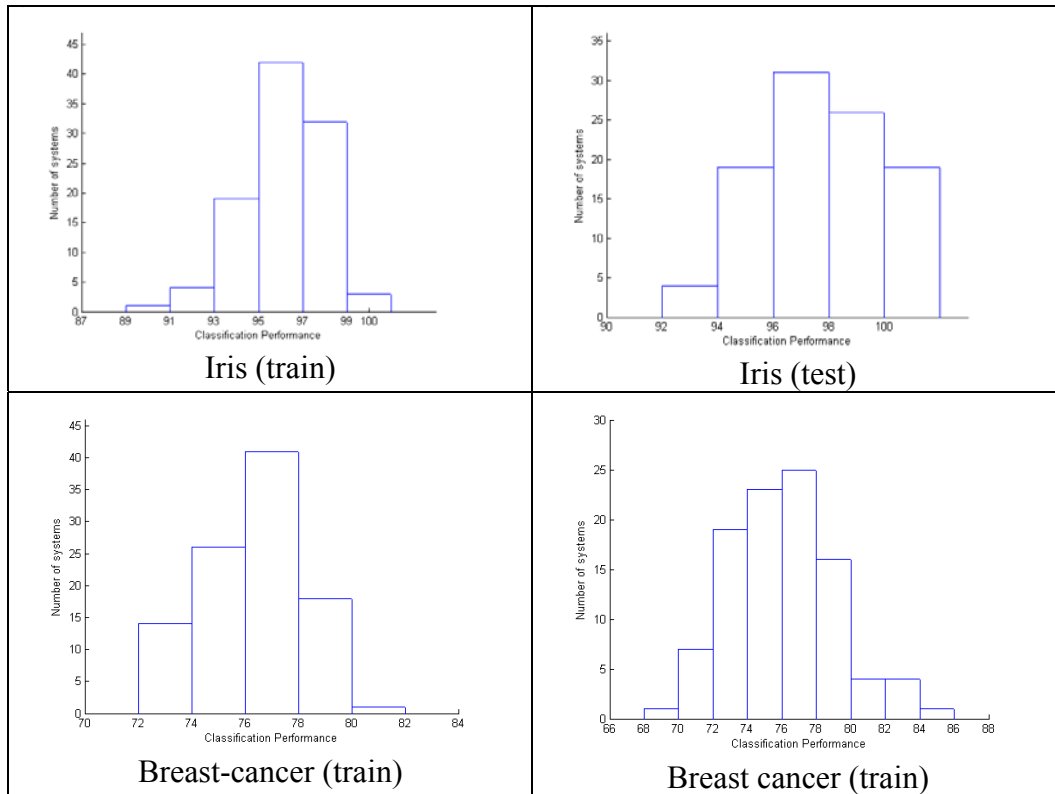 45
40
35
30
25
20
15
10
5
0
Number of systems
87 89 91 93 95 97 99 100
Classification Performance
Iris (train)
35
30
25
20
15
10
5
0
Number of systems
90 92 94 96 98 100
Classification Performance
Iris (test)
45
40
35
30
25
20
15
10
5
0
Number of systems
70 72 74 76 78 80 82 84
Classification Performance
Breast-cancer (train)
30
25
20
15
10
5
0
Number of systems
66 68 70 72 74 76 78 80 82 84 86 88
Classification Performance
Breast cancer (train)